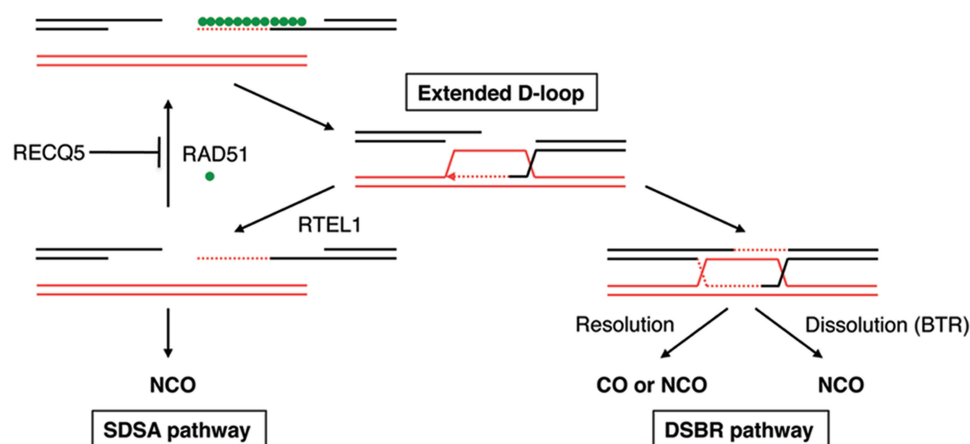 Extended D-loop
RECQ5
RAD51
RTEL1
Resolution
Dissolution (BTR)
NCO
CO or NCO
NCO
SDSA pathway
DSBR pathway